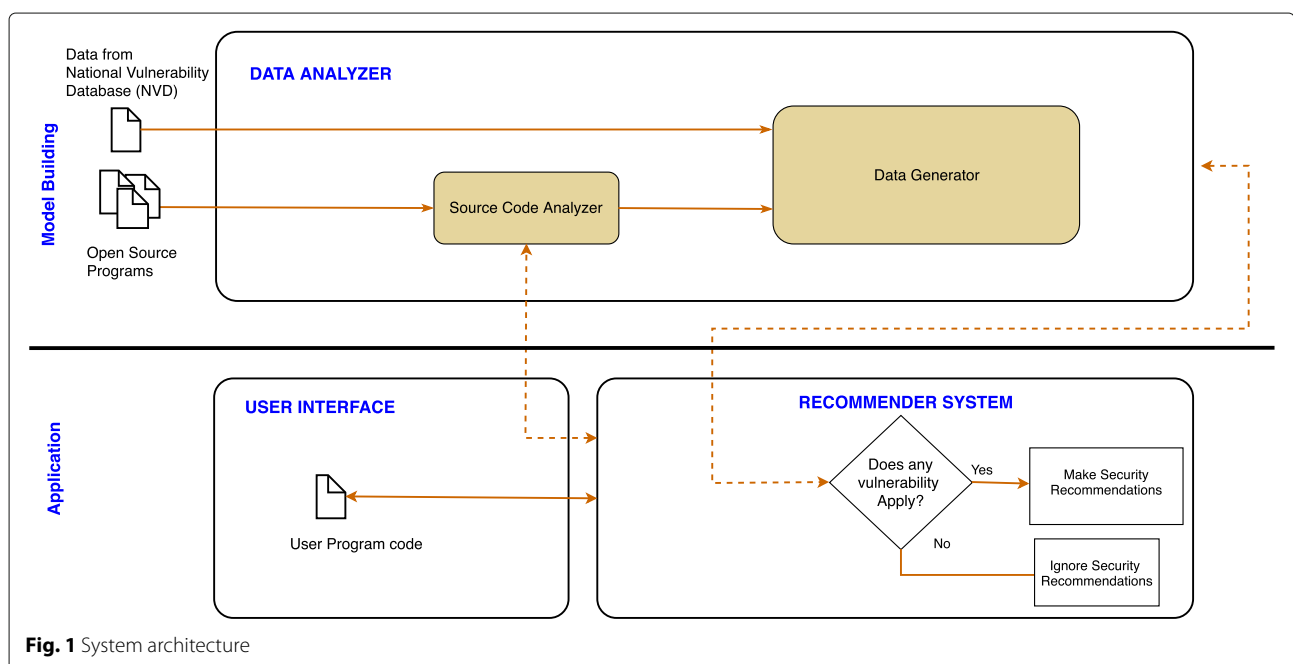 Data from
National Vulnerability
Database (NVD)
DATA ANALYZER
Model Building
Data Generator
Source Code Analyzer
Open Source
Programs
USER INTERFACE
RECOMMENDER SYSTEM
Application
Does any
vulnerability
Apply?
Yes
Make Security
Recommendations
User Program code
No
Ignore Security
Recommendations
Fig. 1 System architecture